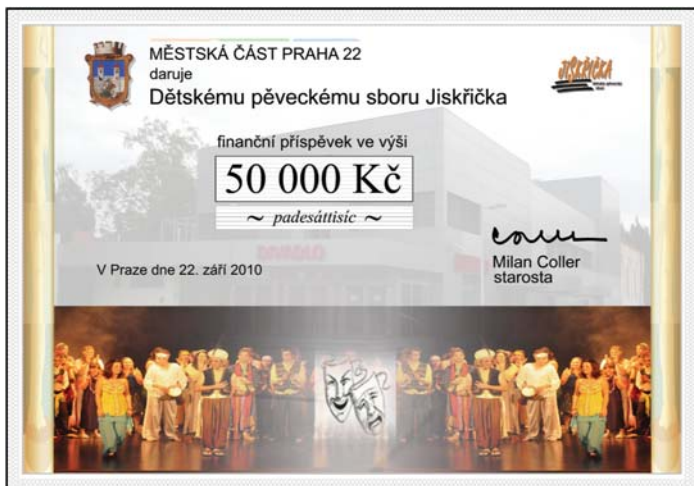 MĚSTSKÁ ČÁST PRAHA 22
daruje
Dětskému pěveckému sboru Jiskřička
JISKŘIČKA
finanční příspěvek ve výši
50 000 Kč
~ padesáttisíc ~
V Praze dne 22. září 2010
Milan Coller
starosta